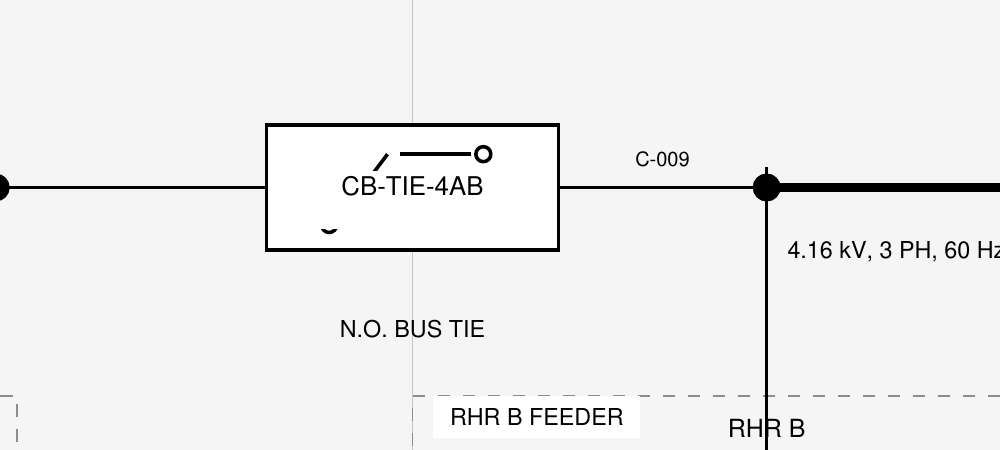 C-009
CB-TIE-4AB
4.16 kV, 3 PH, 60 Hz
N.O. BUS TIE
RHR B FEEDER
RHR B